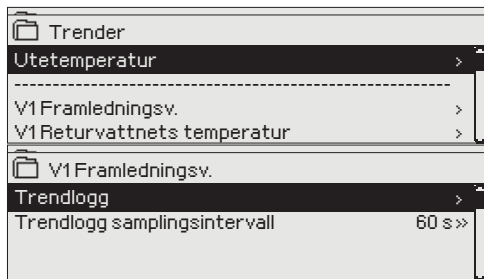 Trender
Utetemperatur >
------------------------------------------------------------
V1 Framledningsv. >
V1 Returvattnets temperatur >
V1 Framledningsv.
Trendlogg >
Trendlogg samplingsintervall 60 s»